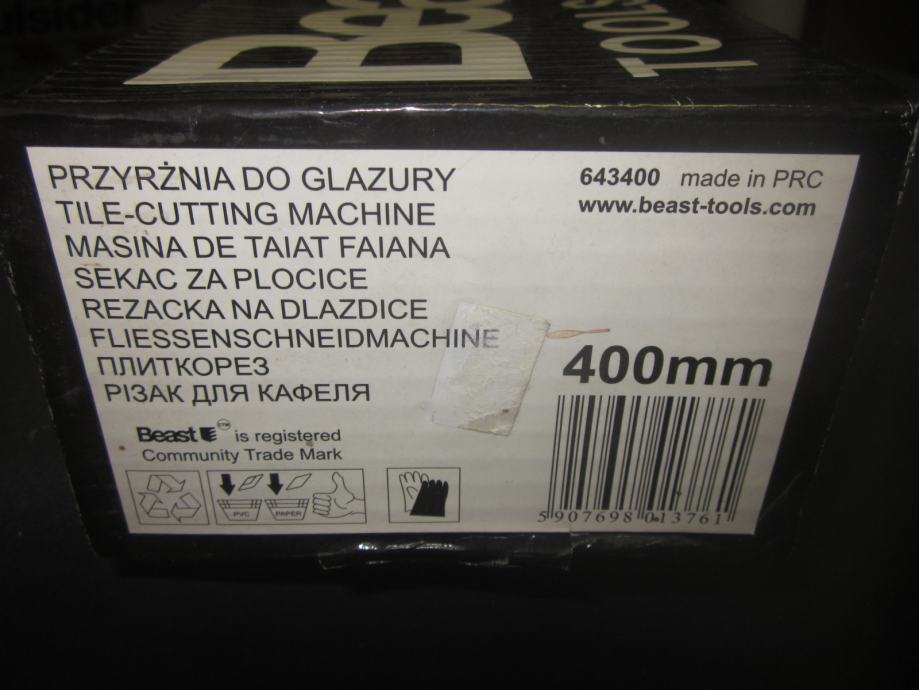 TOOLS
PRZYRŻNIA DO GLAZURY
TILE-CUTTING MACHINE
MASINA DE TAIAT FAIANA
SEKAC ZA PLOCICE
REZACKA NA DLAZDICE
FLIESSENSCHNEIDMACHINE
ПЛИТКОРЕЗ
РІЗАК ДЛЯ КАФЕЛЯ
643400 made in PRC
www.beast-tools.com
400mm
Beast is registered
Community Trade Mark
PVC PAPER
5 907698 013761